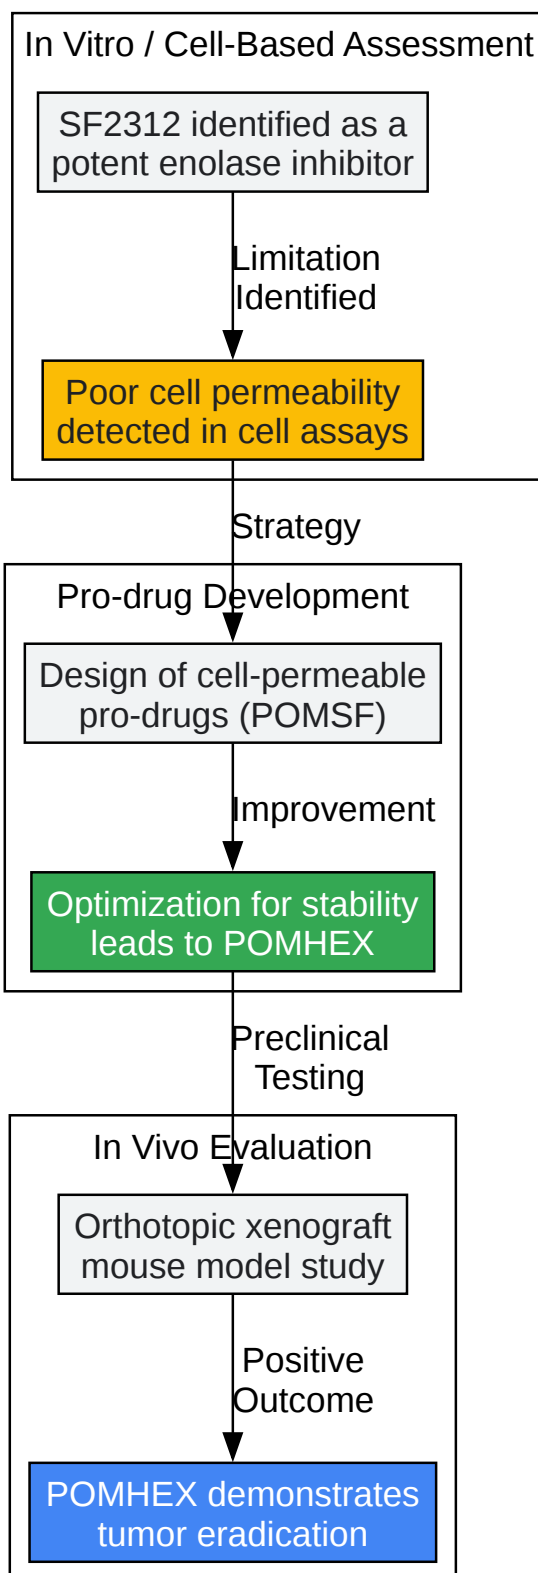 In Vitro / Cell-Based Assessment
SF2312 identified as a
potent enolase inhibitor
Limitation
Identified
Poor cell permeability
detected in cell assays
Strategy
Pro-drug Development
Design of cell-permeable
pro-drugs (POMSF)
Improvement
Optimization for stability
leads to POMHEX
Preclinical
Testing
In Vivo Evaluation
Orthotopic xenograft
mouse model study
Positive
Outcome
POMHEX demonstrates
tumor eradication